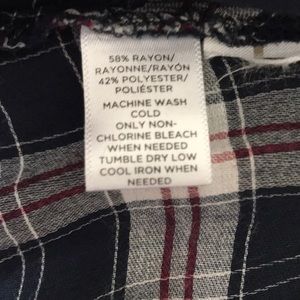 58% RAYON/
RAYONNE/RAYÓN
42% POLYESTER/
POLIÉSTER
MACHINE WASH
COLD
ONLY NON-
CHLORINE BLEACH
WHEN NEEDED
TUMBLE DRY LOW
COOL IRON WHEN
NEEDED